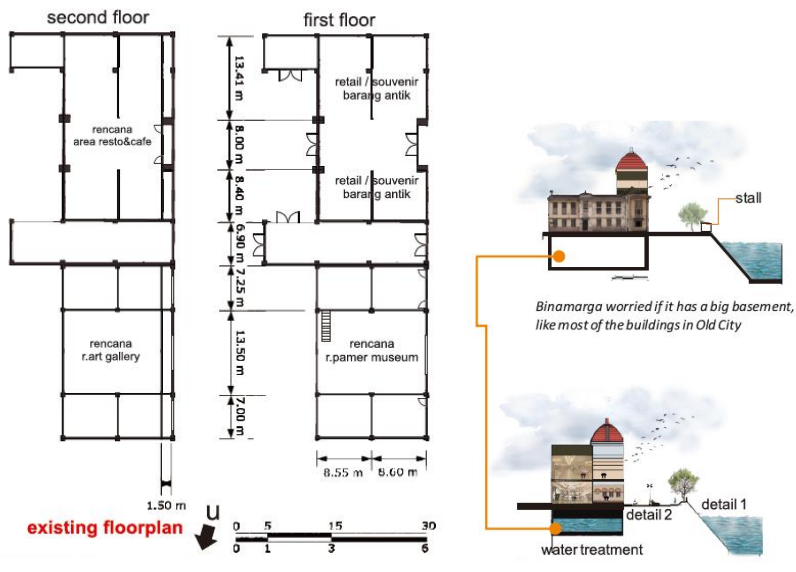 second floor
first floor
13.41 m
8.00 m
8.40 m
6.90 m
7.25 m
13.50 m
7.00 m
rencana
area resto&cafe
retail / souvenir
barang antik
retail / souvenir
barang antik
rencana
r.art gallery
rencana
r.pamer museum
8.55 m
8.60 m
1.50 m
existing floorplan
u
0 5 15 30
0 1 3 6
stall
Binamarga worried if it has a big basement,
like most of the buildings in Old City
detail 2
detail 1
water treatment